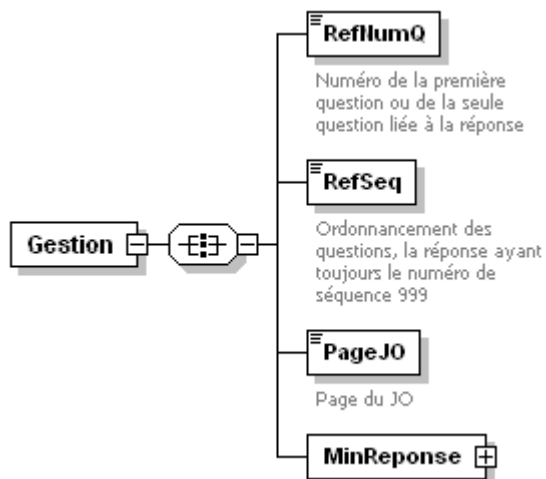 RefNumQ
Numéro de la première
question ou de la seule
question liée à la réponse
RefSeq
Ordonnancement des
questions, la réponse ayant
toujours le numéro de
séquence 999
Gestion
PageJO
Page du JO
MinReponse